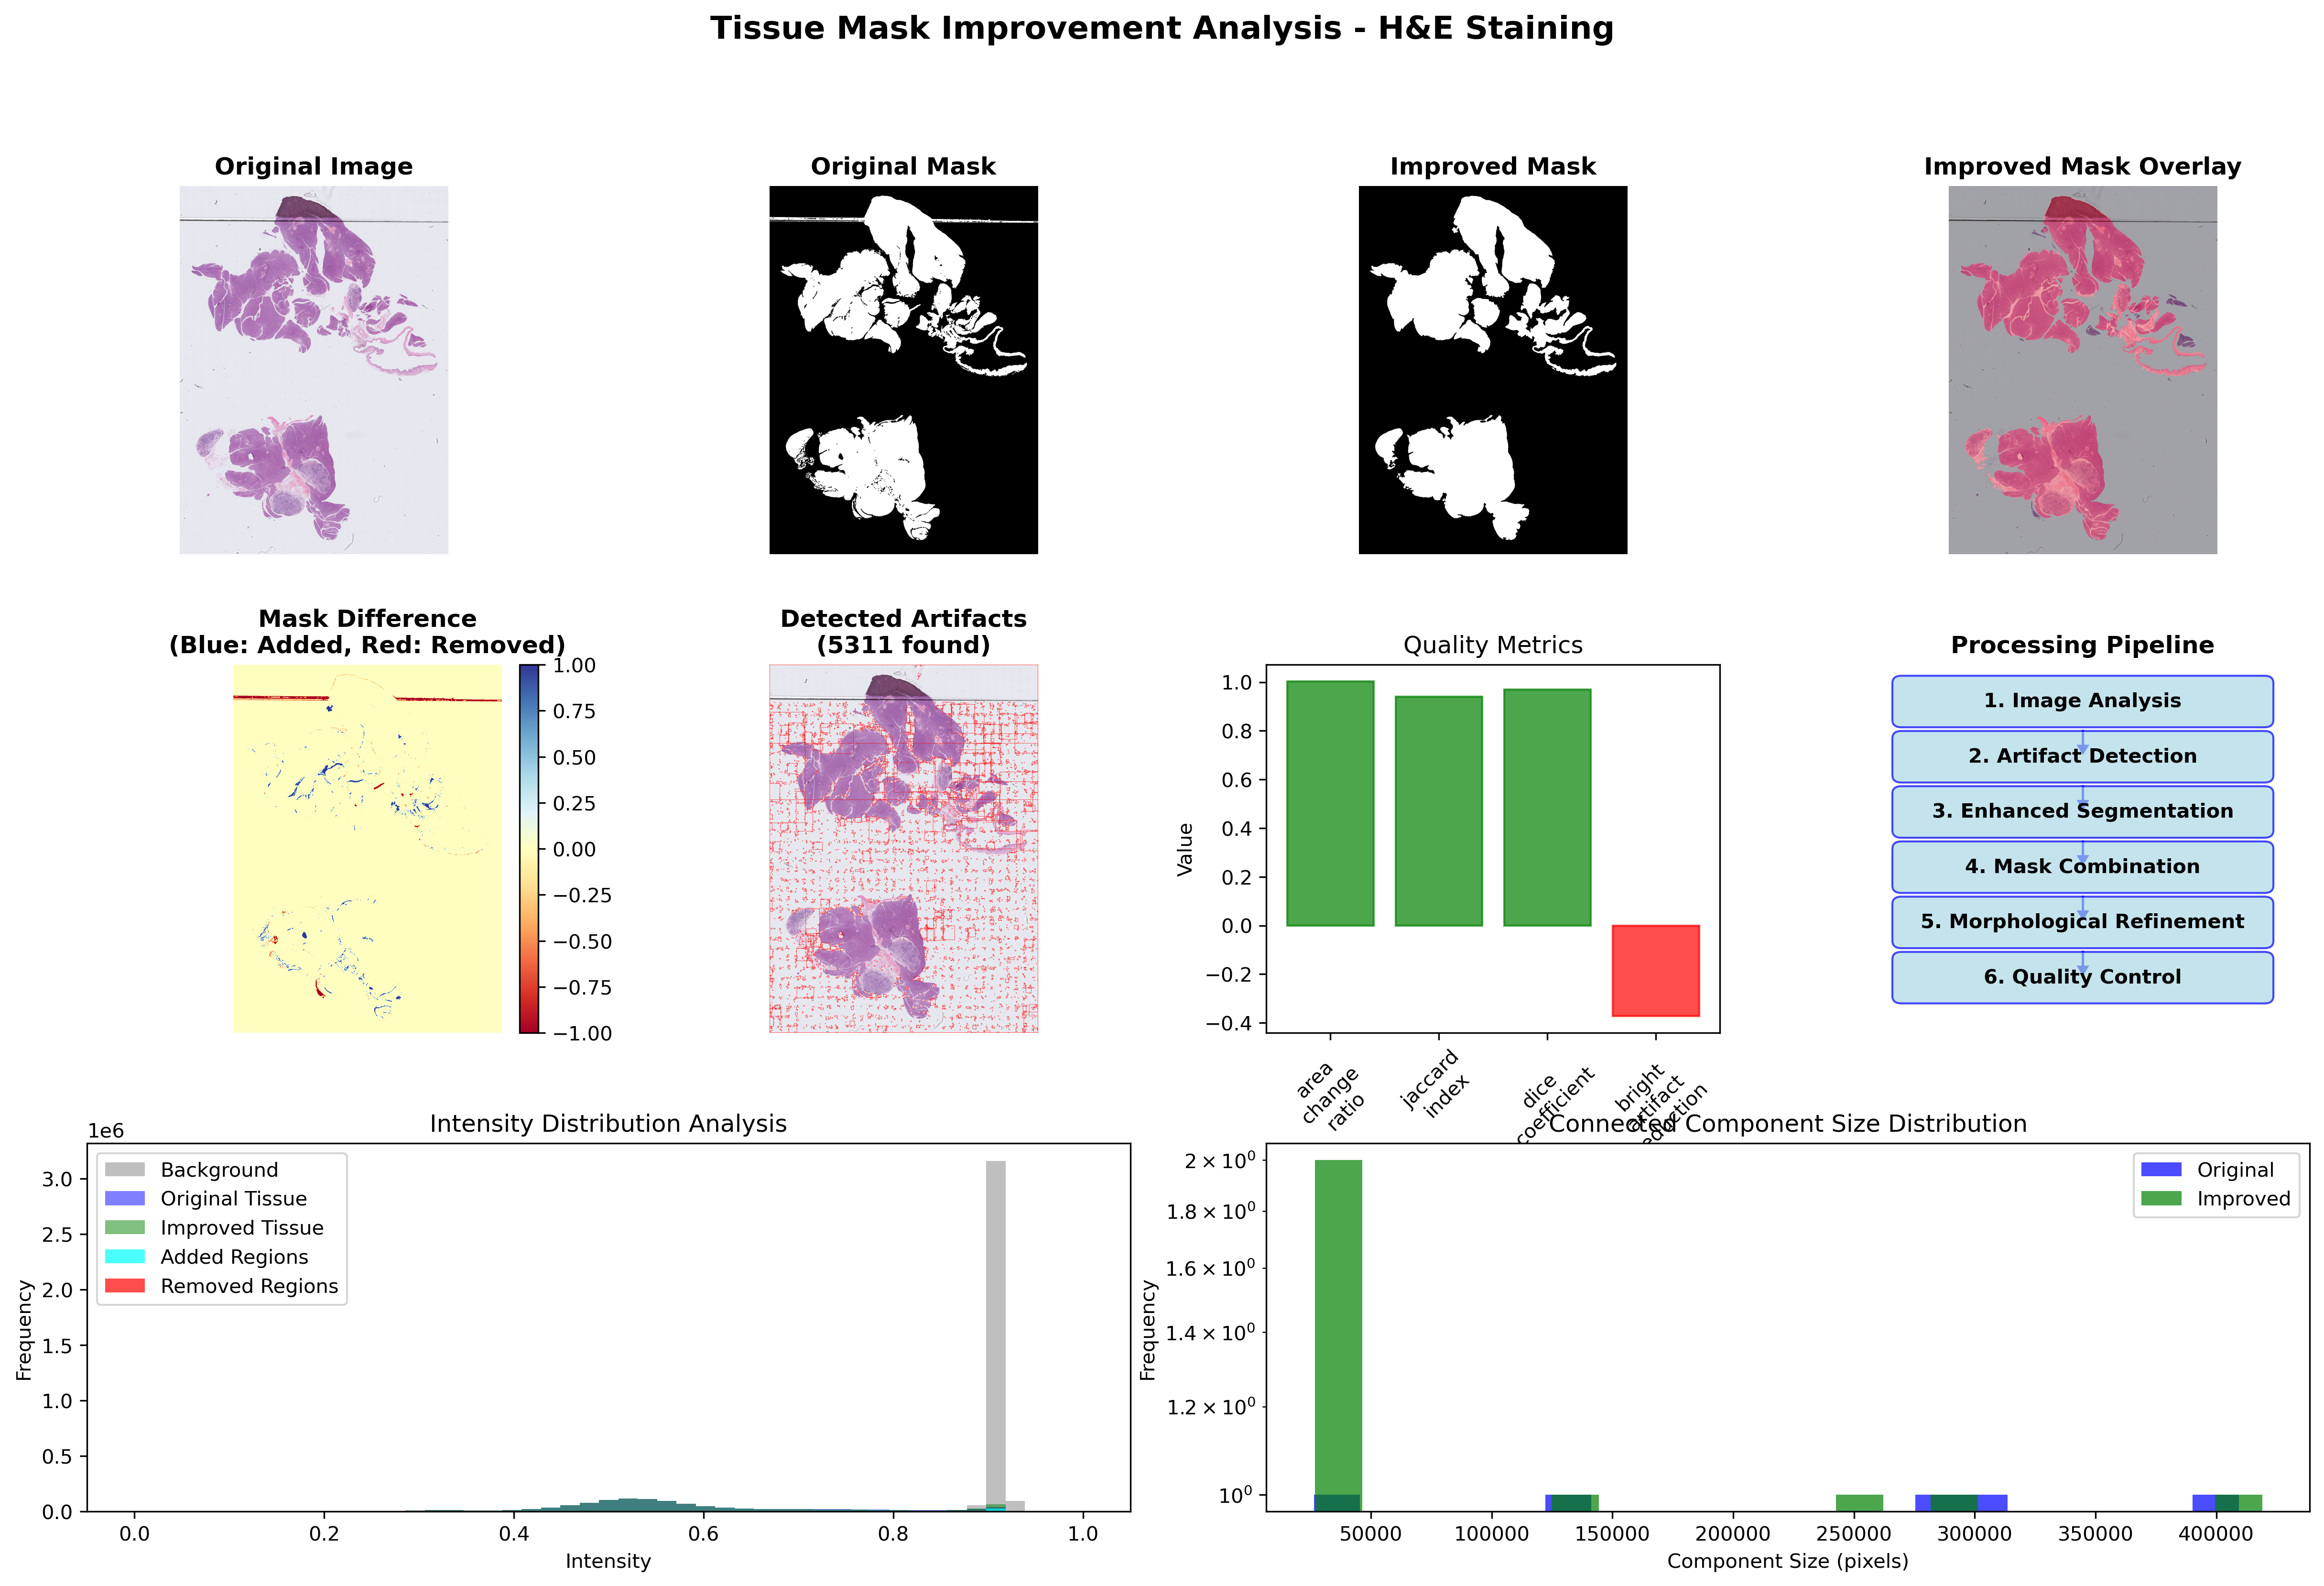 Tissue Mask Improvement Analysis - H&E Staining
Original Image
Original Mask
Improved Mask
Improved Mask Overlay
Mask Difference
(Blue: Added, Red: Removed)
1.00
0.75
0.50
0.25
0.00
−0.25
−0.50
−0.75
−1.00
Detected Artifacts
(5311 found)
Quality Metrics
Value
1.0
0.8
0.6
0.4
0.2
0.0
−0.2
−0.4
area
change
ratio
jaccard
index
dice
coefficient
bright
artifact
Processing Pipeline
1. Image Analysis
2. Artifact Detection
3. Enhanced Segmentation
4. Mask Combination
5. Morphological Refinement
6. Quality Control
Intensity Distribution Analysis
1e6
Frequency
3.0
2.5
2.0
1.5
1.0
0.5
0.0
Background
Original Tissue
Improved Tissue
Added Regions
Removed Regions
0.0 0.2 0.4 0.6 0.8 1.0
Intensity
Connected Component Size Distribution
Frequency
2 × 10⁰
1.8 × 10⁰
1.6 × 10⁰
1.4 × 10⁰
1.2 × 10⁰
10⁰
Original
Improved
50000 100000 150000 200000 250000 300000 350000 400000
Component Size (pixels)